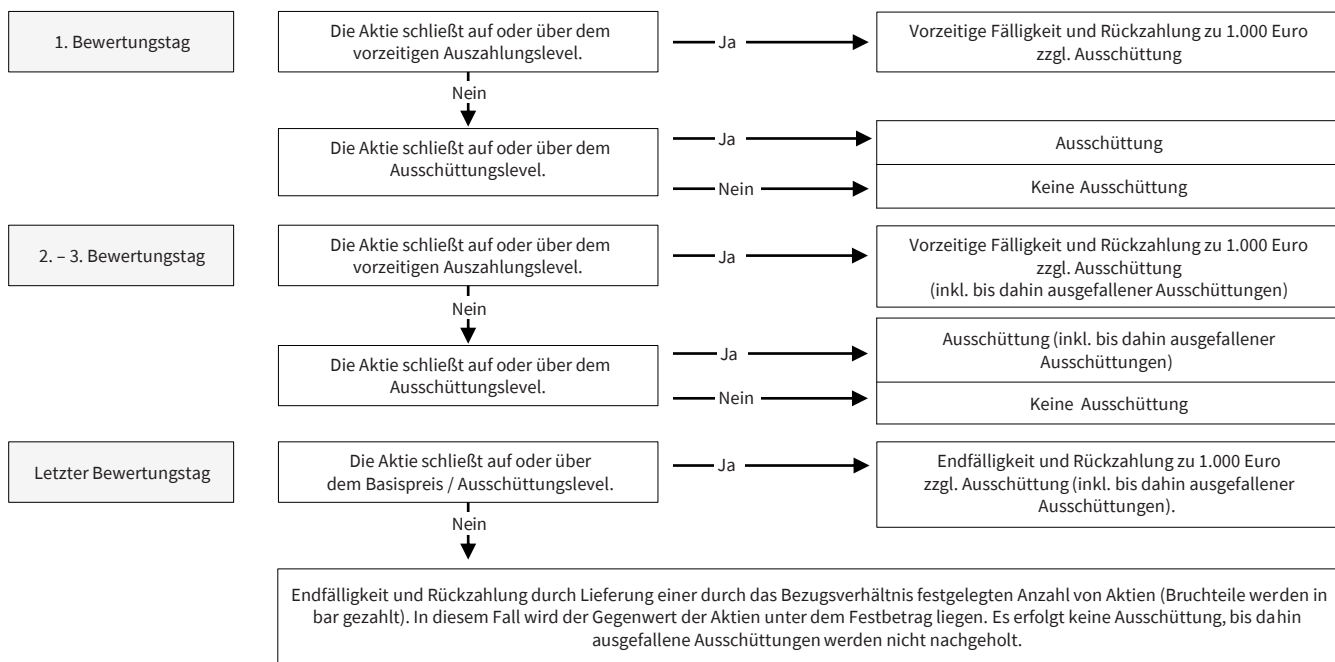 1. Bewertungstag
Die Aktie schließt auf oder über dem
vorzeitigen Auszahlungslevel.
Ja
Vorzeitige Fälligkeit und Rückzahlung zu 1.000 Euro
zzgl. Ausschüttung
Nein
Die Aktie schließt auf oder über dem
Ausschüttungslevel.
Ja
Ausschüttung
Nein
Keine Ausschüttung
2. – 3. Bewertungstag
Die Aktie schließt auf oder über dem
vorzeitigen Auszahlungslevel.
Ja
Vorzeitige Fälligkeit und Rückzahlung zu 1.000 Euro
zzgl. Ausschüttung
(inkl. bis dahin ausgefallener Ausschüttungen)
Nein
Die Aktie schließt auf oder über dem
Ausschüttungslevel.
Ja
Ausschüttung (inkl. bis dahin ausgefallener
Ausschüttungen)
Nein
Keine Ausschüttung
Letzter Bewertungstag
Die Aktie schließt auf oder über
dem Basispreis / Ausschüttungslevel.
Ja
Endfälligkeit und Rückzahlung zu 1.000 Euro
zzgl. Ausschüttung (inkl. bis dahin ausgefallener
Ausschüttungen).
Nein
Endfälligkeit und Rückzahlung durch Lieferung einer durch das Bezugsverhältnis festgelegten Anzahl von Aktien (Bruchteile werden in
bar gezahlt). In diesem Fall wird der Gegenwert der Aktien unter dem Festbetrag liegen. Es erfolgt keine Ausschüttung, bis dahin
ausgefallene Ausschüttungen werden nicht nachgeholt.